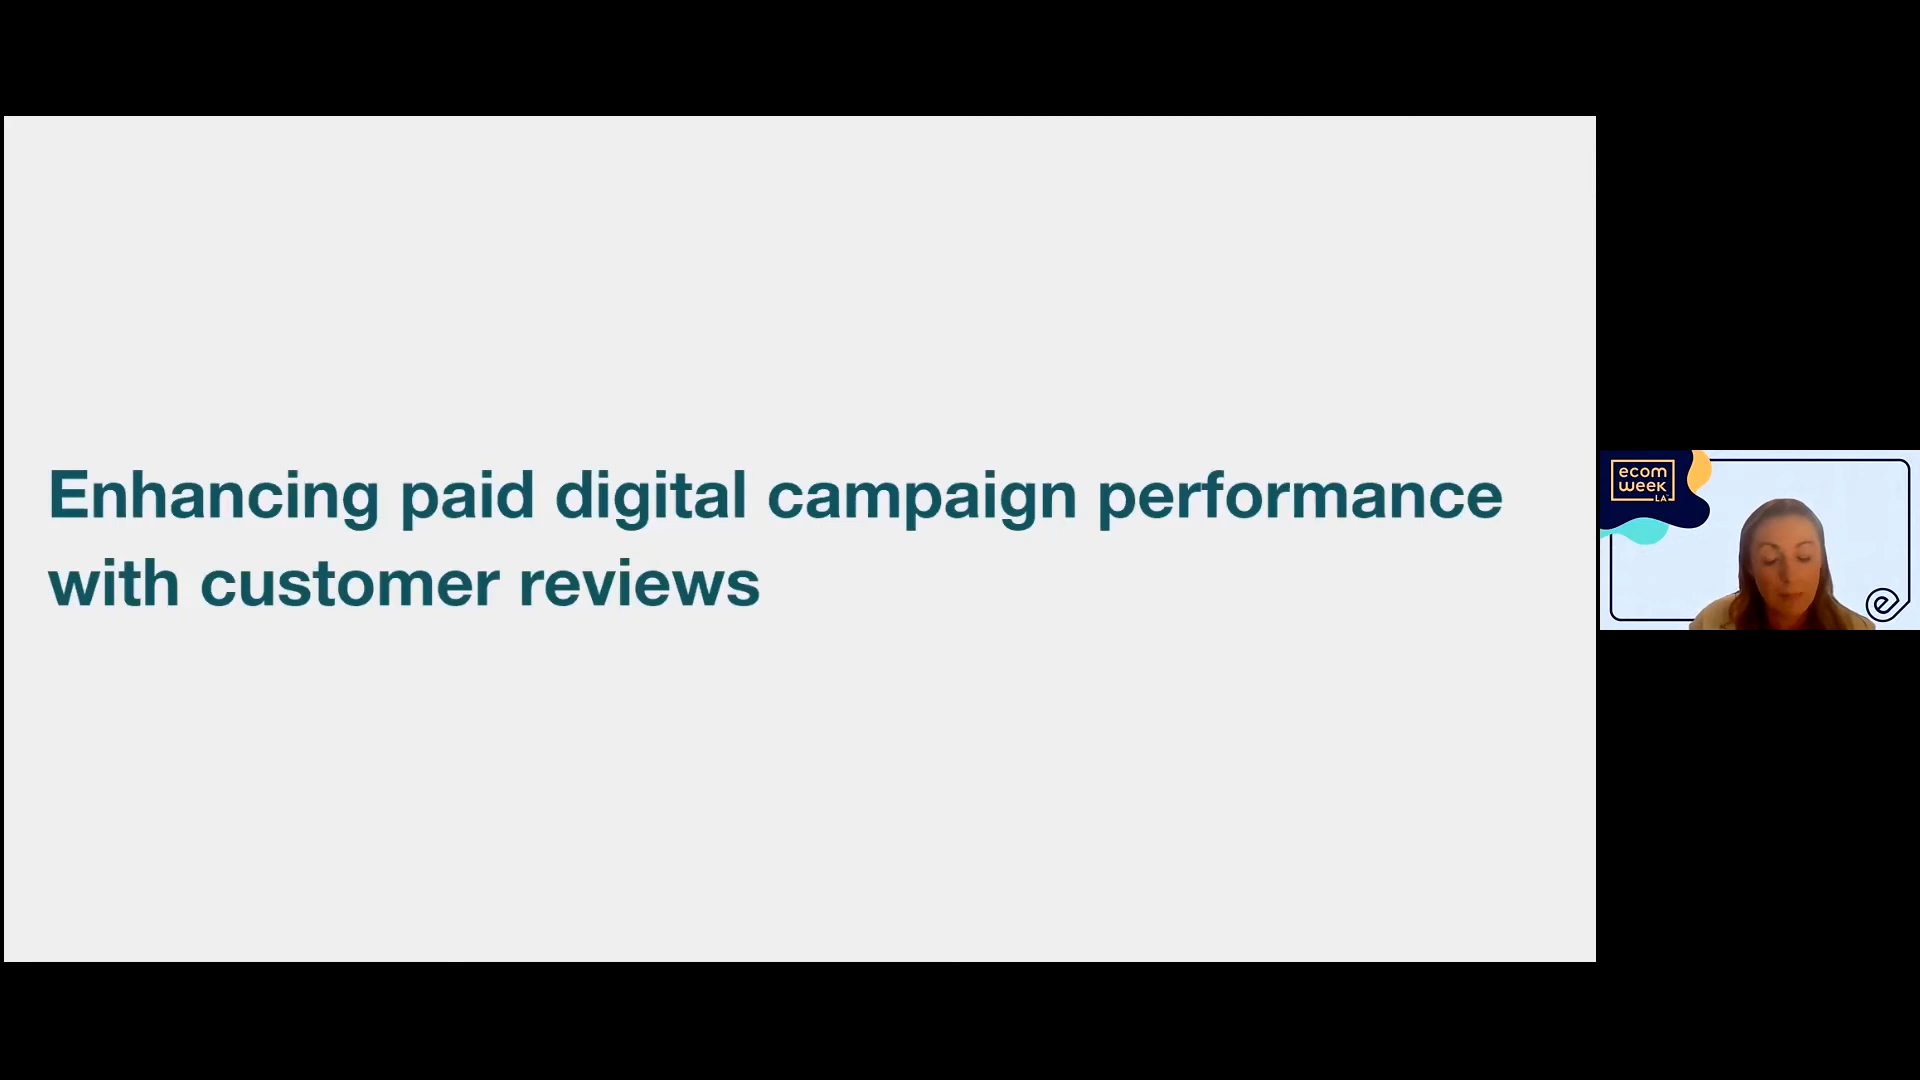 Enhancing paid digital campaign performance
with customer reviews
ecom
week
LA